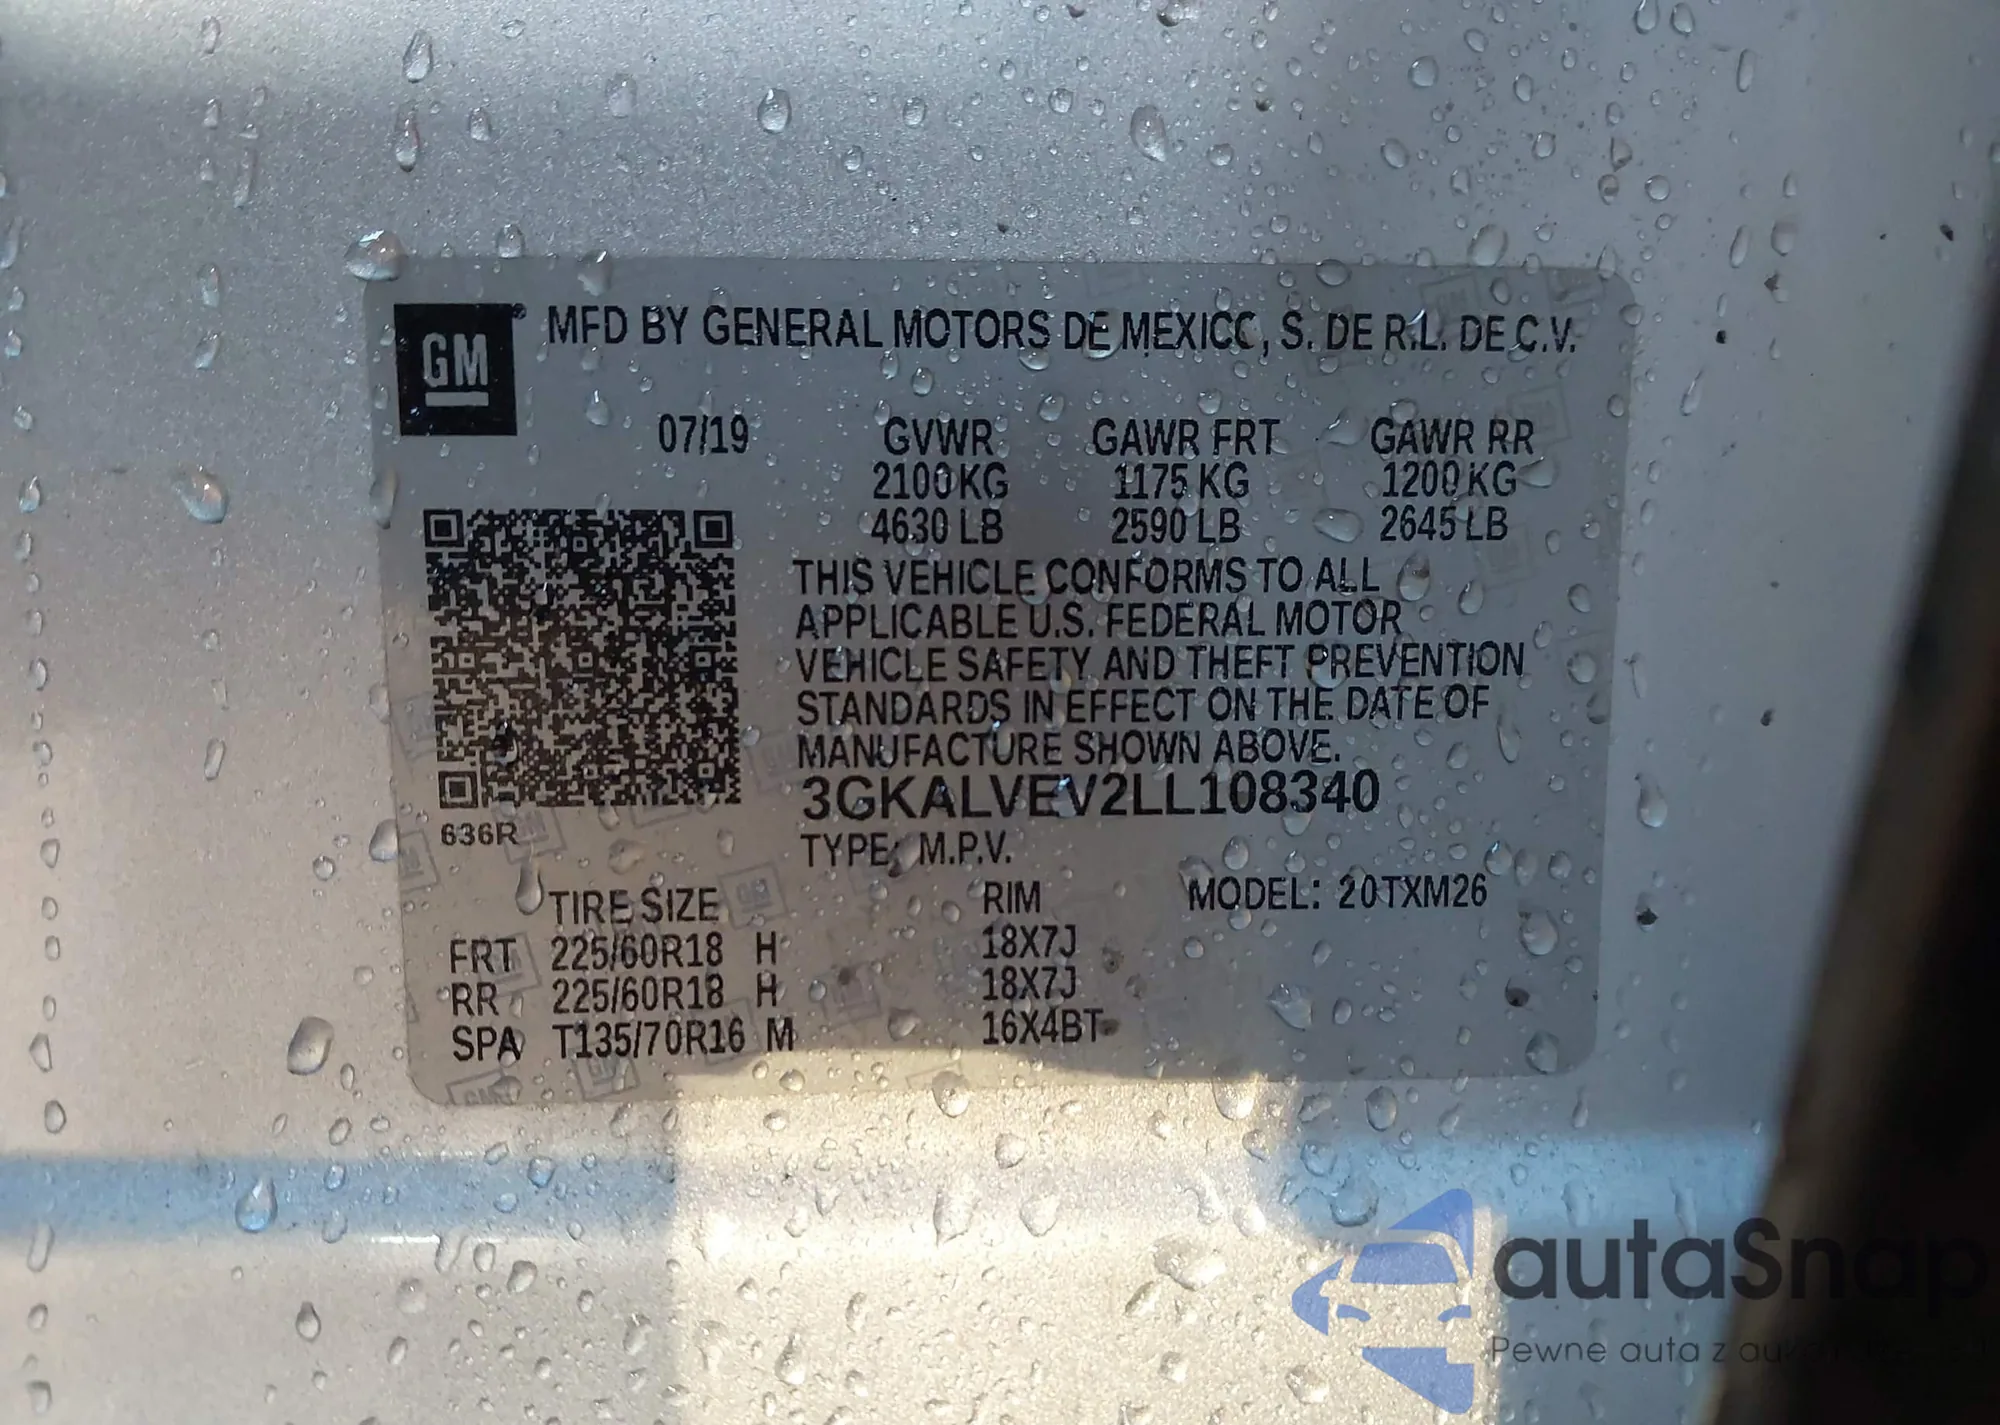 GM
MFD BY GENERAL MOTORS DE MEXICO, S. DE R.L. DE C.V.
07/19 GVWR GAWR FRT GAWR RR
2100 KG 1175 KG 1200 KG
4630 LB 2590 LB 2645 LB
THIS VEHICLE CONFORMS TO ALL
APPLICABLE U.S. FEDERAL MOTOR
VEHICLE SAFETY AND THEFT PREVENTION
STANDARDS IN EFFECT ON THE DATE OF
MANUFACTURE SHOWN ABOVE.
3GKALVEV2LL108340
636R
TYPE: M.P.V.
TIRE SIZE RIM MODEL: 20TXM26
FRT 225/60R18 H 18X7J
RR 225/60R18 H 18X7J
SPA T135/70R16 M 16X4BT
autaSnap
Pewne auta z